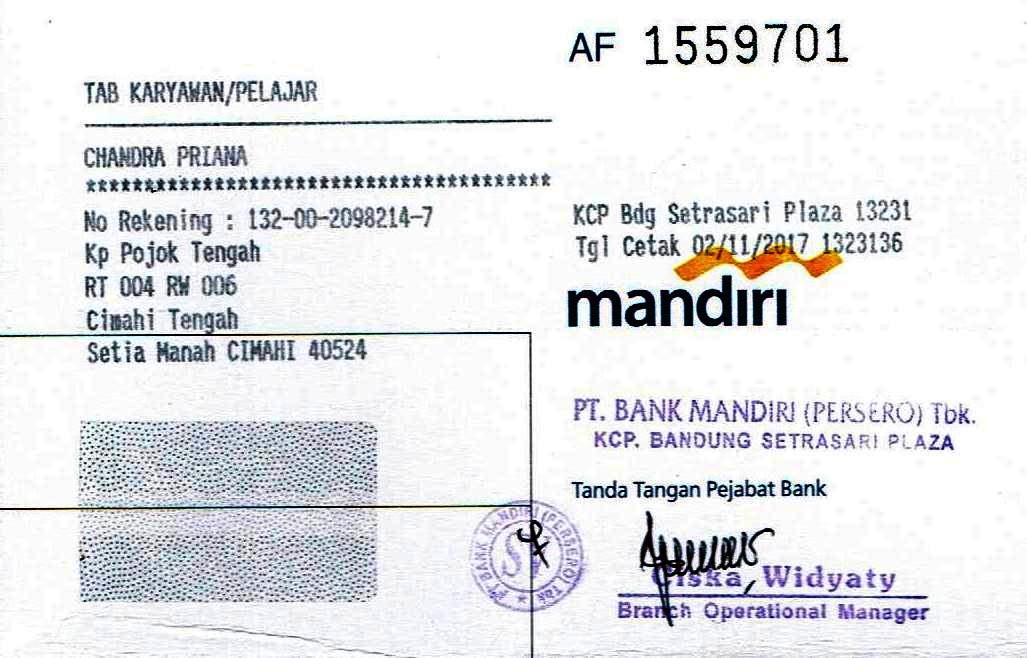 AF 1559701
TAB KARYAWAN/PELAJAR
CHANDRA PRIANA
****************************************
No Rekening : 132-00-2098214-7
Kp Pojok Tengah
RT 004 RW 006
Cimahi Tengah
Setia Manah CIMAHI 40524
KCP Bdg Setrasari Plaza 13231
Tgl Cetak 02/11/2017 1323136
mandırı
PT. BANK MANDIRI (PERSERO) Tbk.
KCP. BANDUNG SETRASARI PLAZA
Tanda Tangan Pejabat Bank
PT BANK MANDIRI (PERSERO) Tbk
Ciska Widyaty
Branch Operational Manager